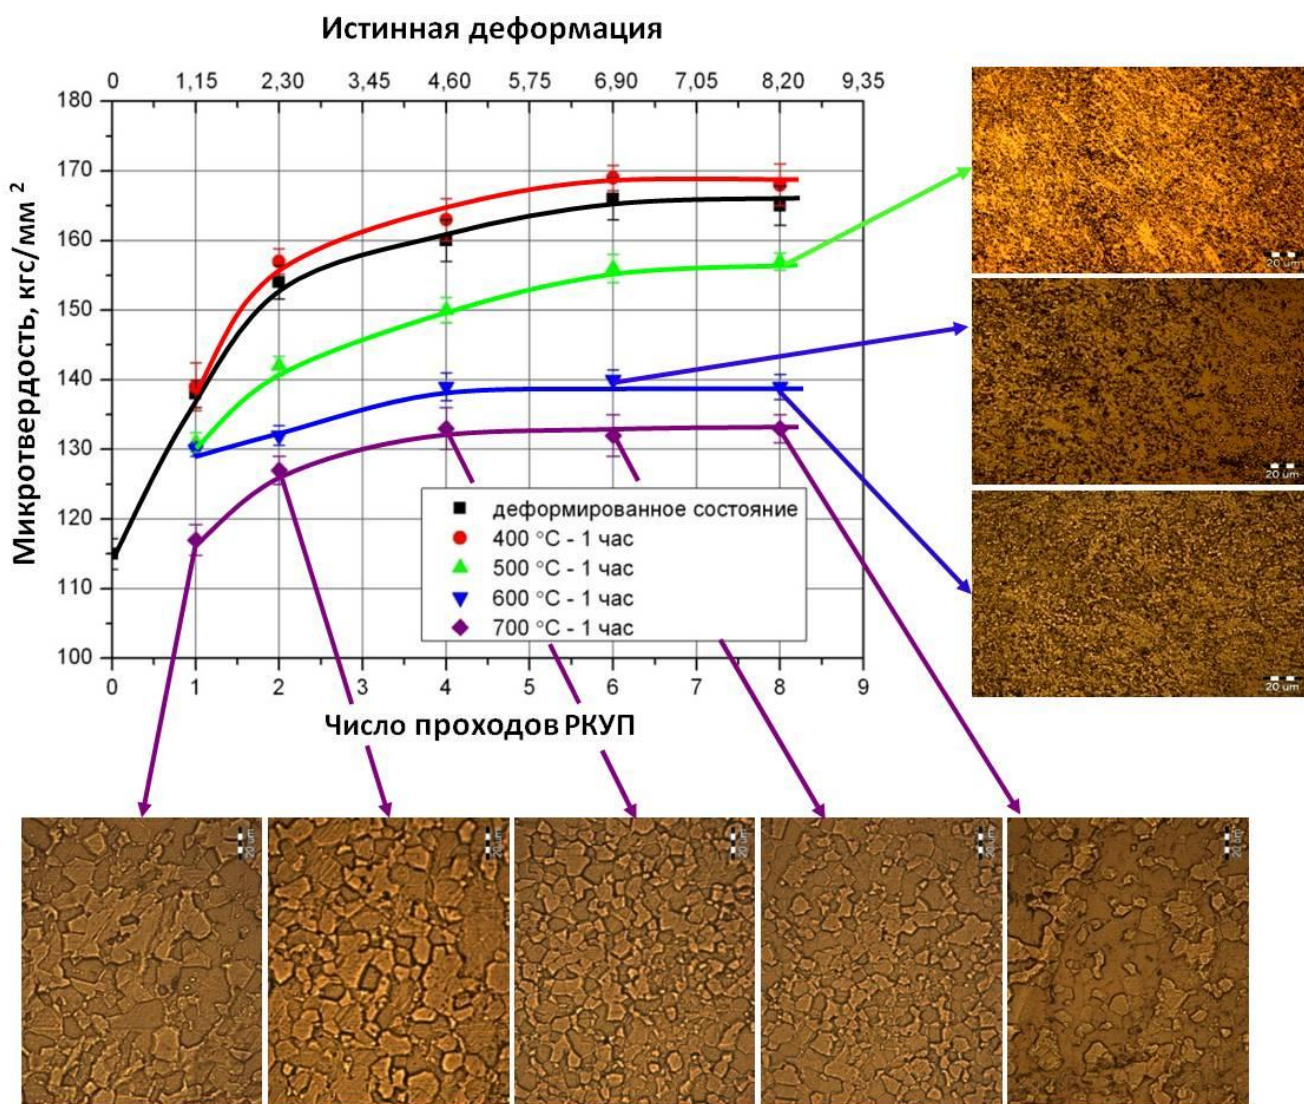 Истинная деформация
0 1,15 2,30 3,45 4,60 5,75 6,90 7,05 8,20 9,35
Микротвердость, кгс/мм ²
180
170
160
150
140
130
120
110
100
деформированное состояние
400 °C - 1 час
500 °C - 1 час
600 °C - 1 час
700 °C - 1 час
0 1 2 3 4 5 6 7 8 9
Число проходов РКУП
20 um
20 um
20 um
20 um
20 um
20 um
20 um
20 um